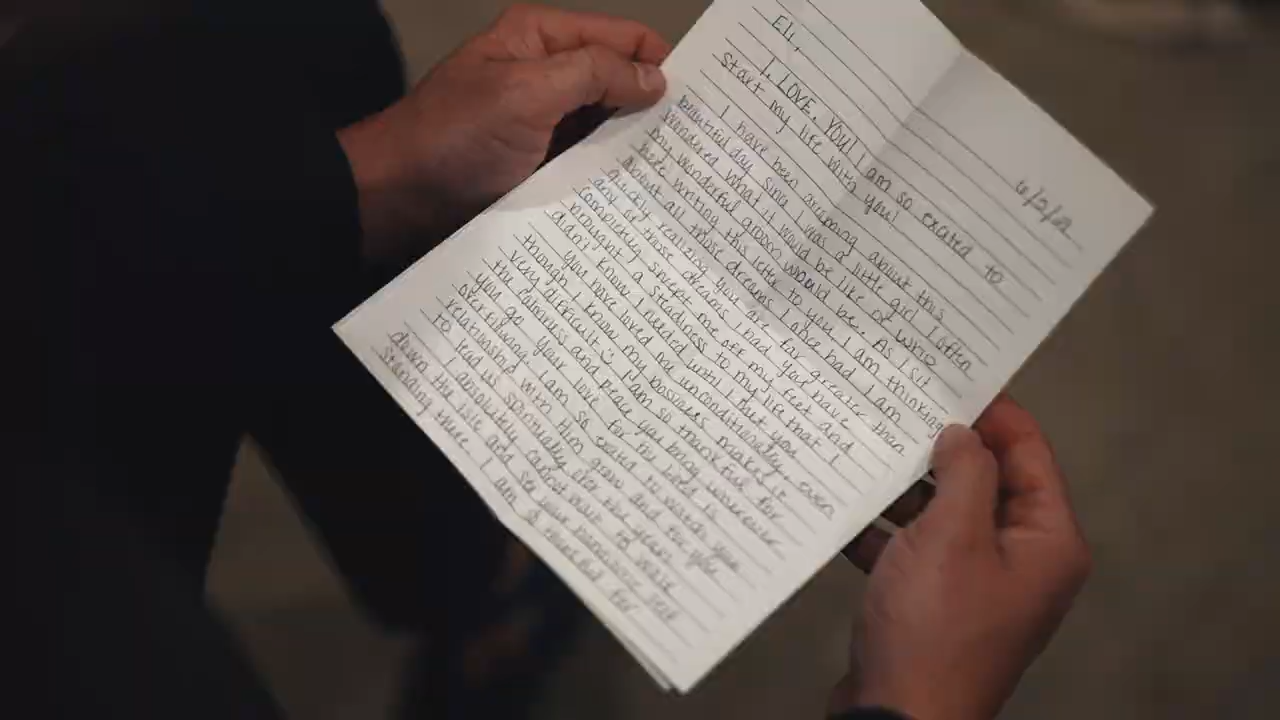 6/2/12
Eli,
I. LOVE. YOU! I am so excited to
start my life with you!
I have been dreaming about this
beautiful day since I was a little girl. I often
wondered what it would be like or who
my wonderful groom would be. As I sit
here writing this letter to you, I am thinking
about all those dreams I once had. I am
quickly realizing you are far greater than
any of those dreams I had. You have
completely swept me off my feet and
brought a steadiness to my life that I
didn't know I needed until I met you.
You have loved me unconditionally, even
though I know my bossiness makes it
very difficult. I am so thankful for
the calmness and peace you bring wherever
you go. Your love for the Lord is
overflowing. I am so excited to watch your
relationship with Him grow and for you
to lead us spiritually over the years.
I absolutely cannot wait to walk
down the isle and see your handsome self
standing there. I am so thankful for